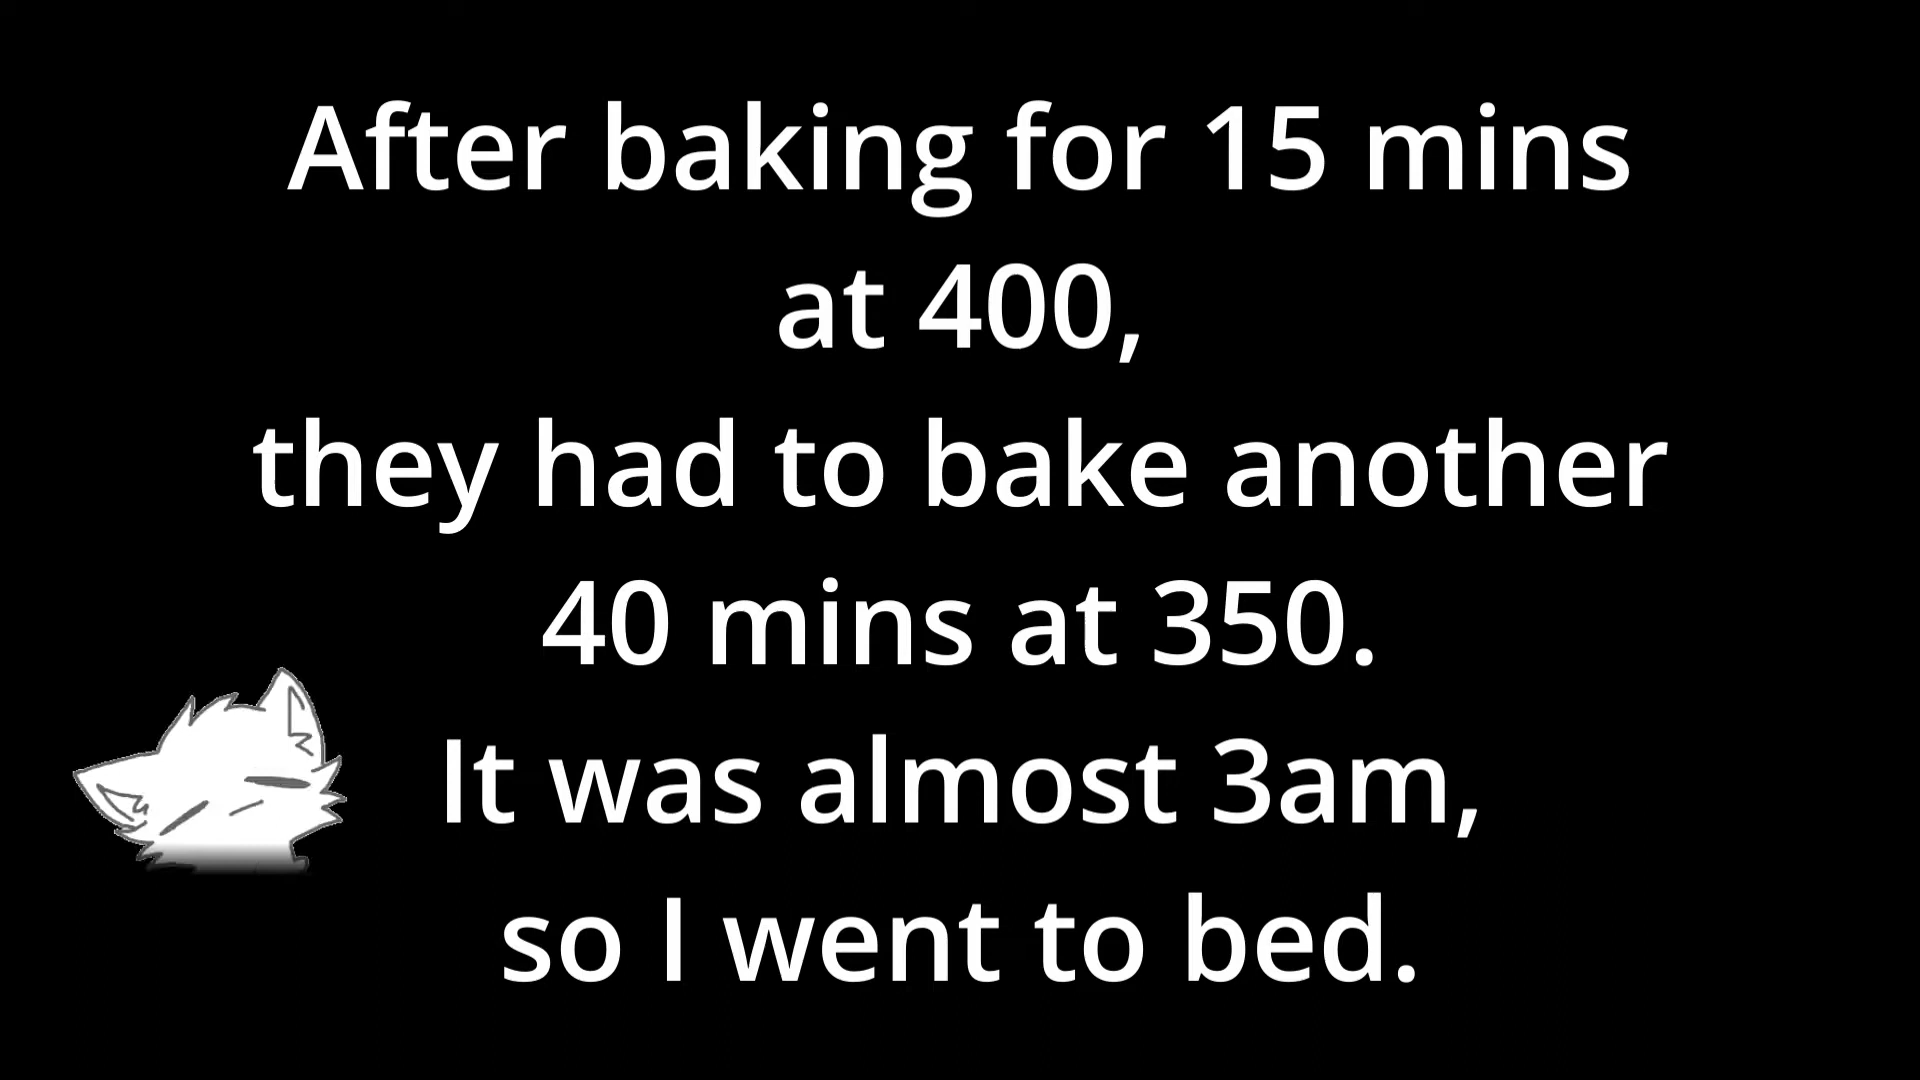 After baking for 15 mins
at 400,
they had to bake another
40 mins at 350.
It was almost 3am,
so I went to bed.